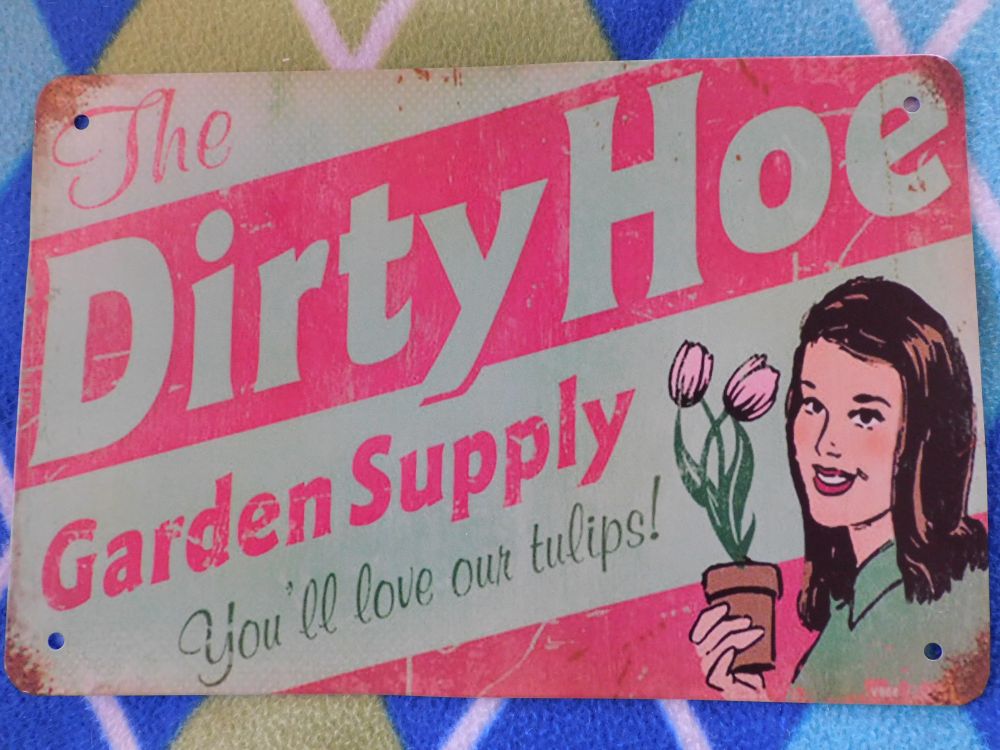 The
Dirty Hoe
Garden Supply
You'll love our tulips!